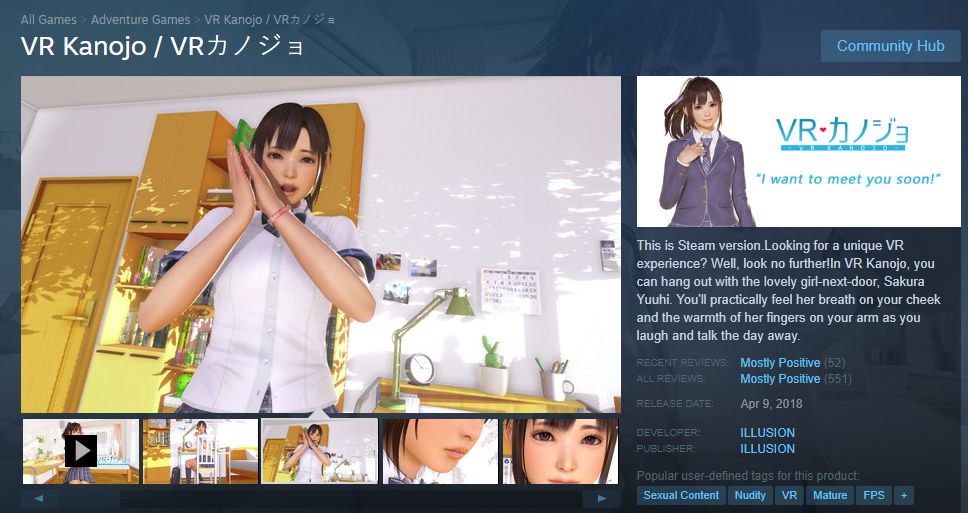 All Games > Adventure Games > VR Kanojo / VRカノジョ
VR Kanojo / VRカノジョ
Community Hub
VR カノジョ
- VR KANOJO -
"I want to meet you soon!"
This is Steam version.Looking for a unique VR
experience? Well, look no further!In VR Kanojo, you
can hang out with the lovely girl-next-door, Sakura
Yuuhi. You'll practically feel her breath on your cheek
and the warmth of her fingers on your arm as you
laugh and talk the day away.
RECENT REVIEWS: Mostly Positive (52)
ALL REVIEWS: Mostly Positive (551)
RELEASE DATE: Apr 9, 2018
DEVELOPER: ILLUSION
PUBLISHER: ILLUSION
Popular user-defined tags for this product:
Sexual Content Nudity VR Mature FPS +